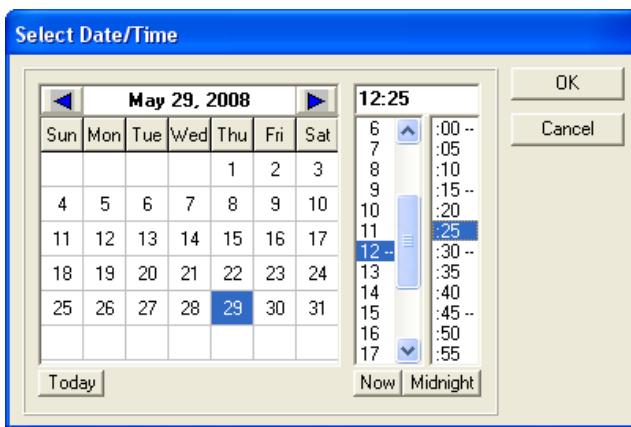 Select Date/Time
May 29, 2008
Sun Mon Tue Wed Thu Fri Sat
1 2 3
4 5 6 7 8 9 10
11 12 13 14 15 16 17
18 19 20 21 22 23 24
25 26 27 28 29 30 31
Today
12:25
6 :00 --
7 :05
8 :10
9 :15 --
10 :20
11 :25
12 -- :30 --
13 :35
14 :40
15 :45 --
16 :50
17 :55
Now Midnight
OK
Cancel